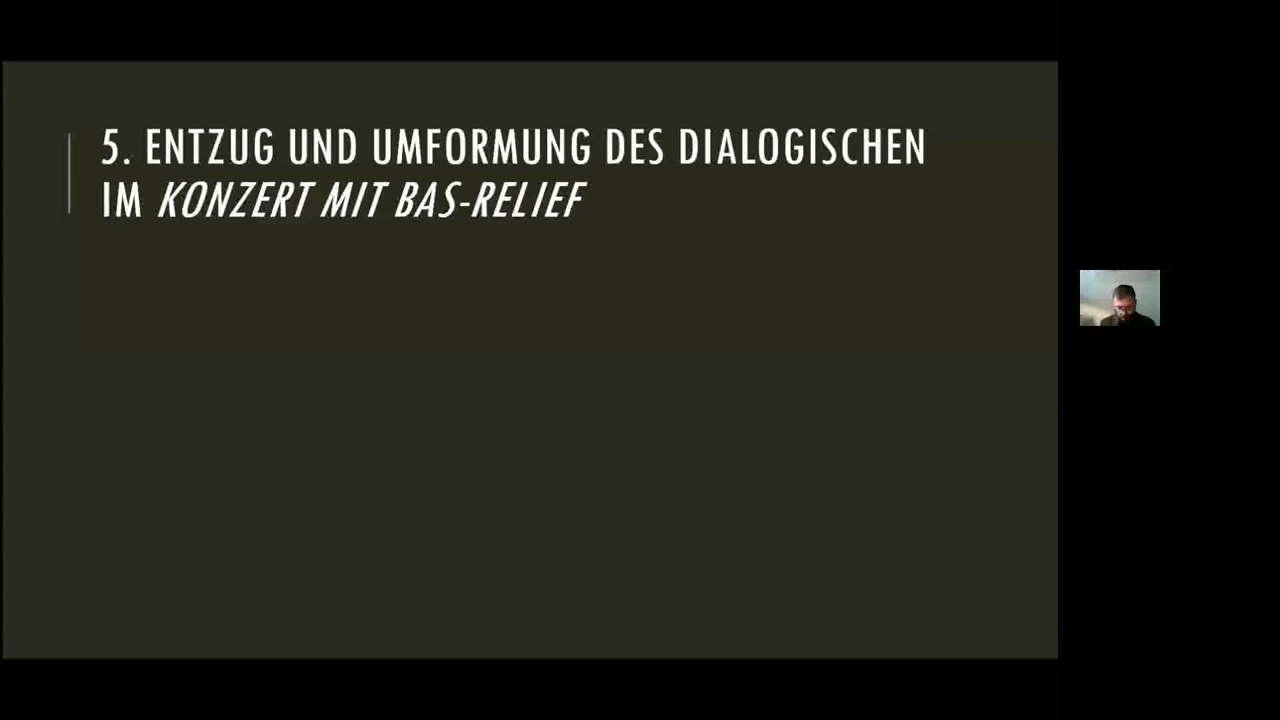 5. ENTZUG UND UMFORMUNG DES DIALOGISCHEN
IM KONZERT MIT BAS-RELIEF